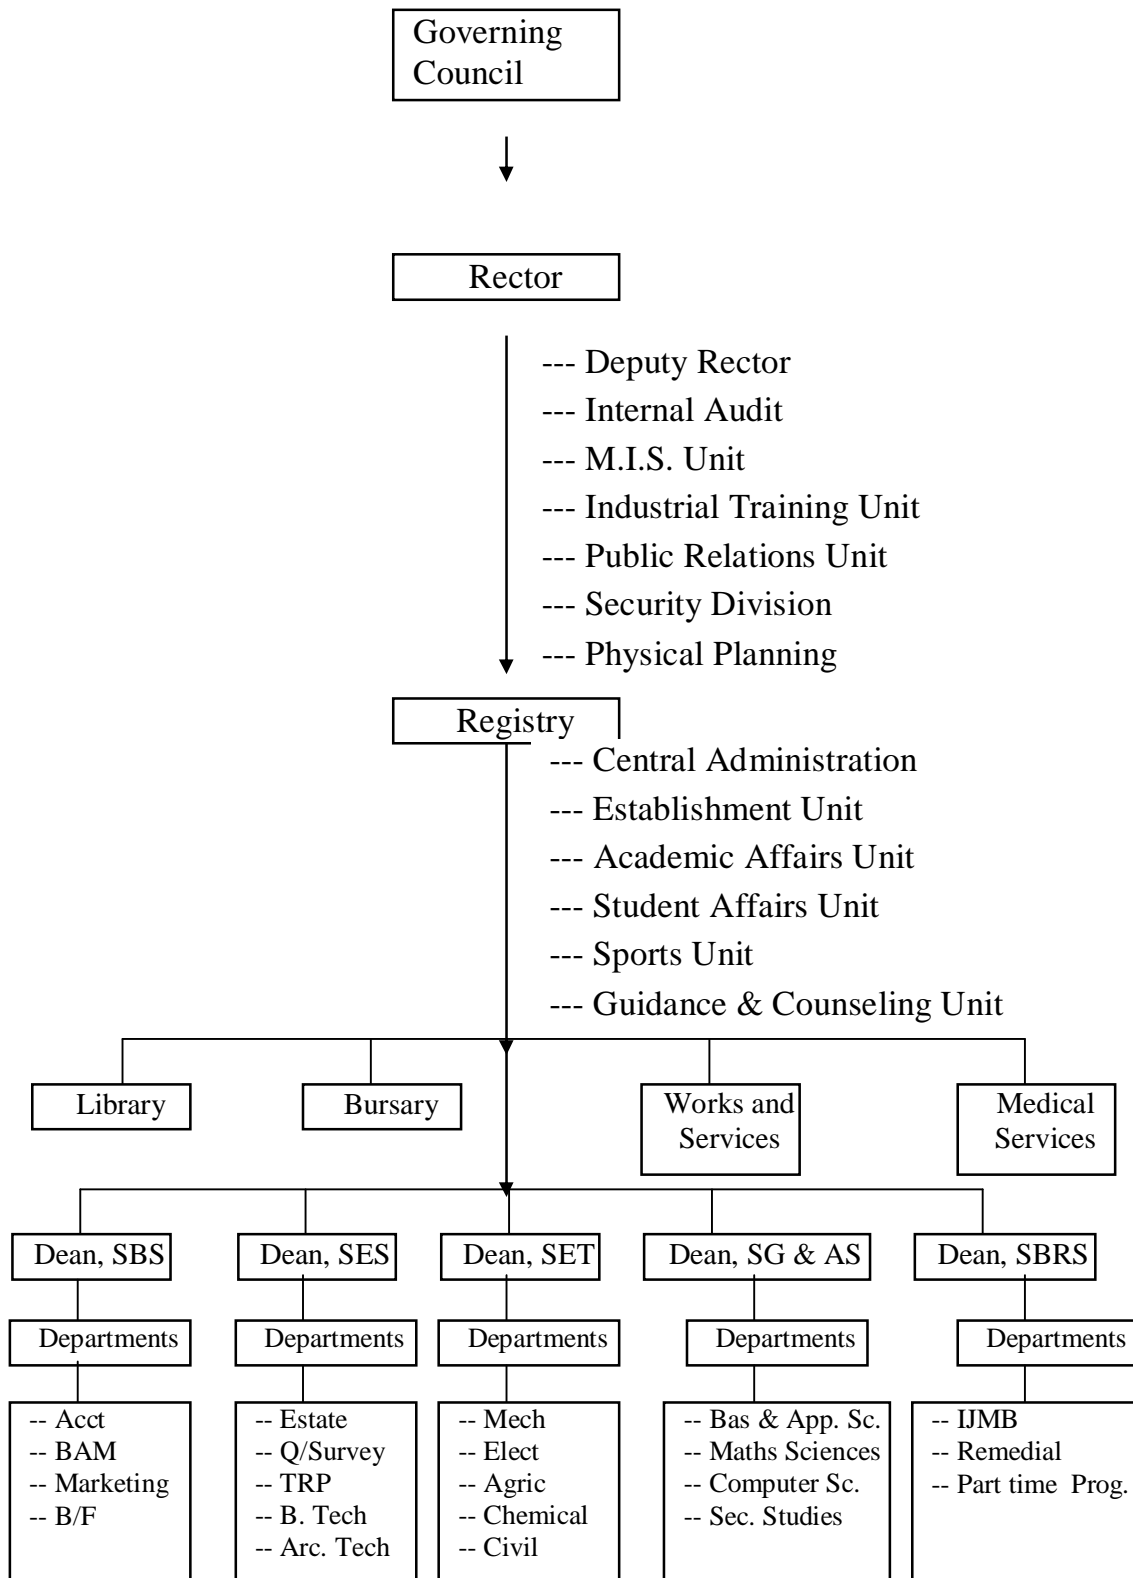 Governing
Council
Rector
--- Deputy Rector
--- Internal Audit
--- M.I.S. Unit
--- Industrial Training Unit
--- Public Relations Unit
--- Security Division
--- Physical Planning
Registry
--- Central Administration
--- Establishment Unit
--- Academic Affairs Unit
--- Student Affairs Unit
--- Sports Unit
--- Guidance & Counseling Unit
Library
Bursary
Works and
Services
Medical
Services
Dean, SBS
Dean, SES
Dean, SET
Dean, SG & AS
Dean, SBRS
Departments
Departments
Departments
Departments
Departments
-- Acct
-- BAM
-- Marketing
-- B/F
-- Estate
-- Q/Survey
-- TRP
-- B. Tech
-- Arc. Tech
-- Mech
-- Elect
-- Agric
-- Chemical
-- Civil
-- Bas & App. Sc.
-- Maths Sciences
-- Computer Sc.
-- Sec. Studies
-- IJMB
-- Remedial
-- Part time Prog.